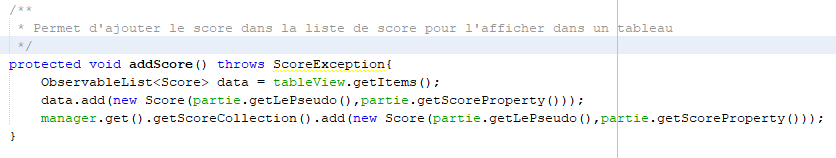 /**
 * Permet d'ajouter le score dans la liste de score pour l'afficher dans un tableau
 */
protected void addScore() throws ScoreException{
    ObservableList<Score> data = tableView.getItems();
    data.add(new Score(partie.getLePseudo(),partie.getScoreProperty()));
    manager.get().getScoreCollection().add(new Score(partie.getLePseudo(),partie.getScoreProperty()));
}